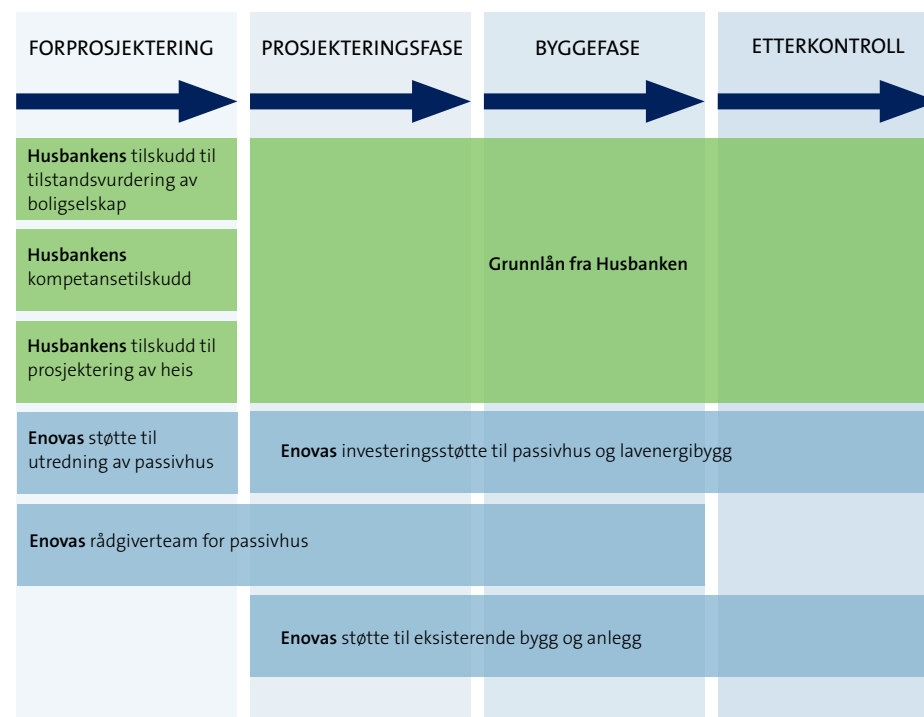 FORPROSJEKTERING
PROSJEKTERINGSFASE
BYGGEFASE
ETTERKONTROLL
Husbankens tilskudd til
tilstandsvurdering av
boligselskap
Husbankens
kompetansetilskudd
Husbankens tilskudd til
prosjektering av heis
Grunnlån fra Husbanken
Enovas støtte til
utredning av passivhus
Enovas investeringsstøtte til passivhus og lavenergibygg
Enovas rådgiverteam for passivhus
Enovas støtte til eksisterende bygg og anlegg